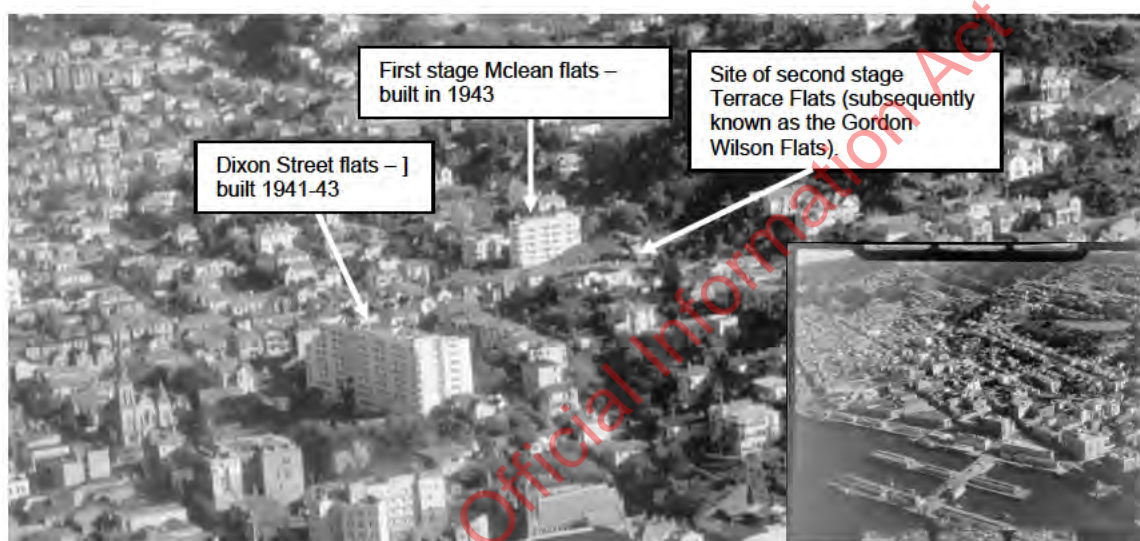 First stage Mclean flats –
built in 1943
Site of second stage
Terrace Flats (subsequently
known as the Gordon
Wilson Flats).
Dixon Street flats – ]
built 1941-43
Official Information Act